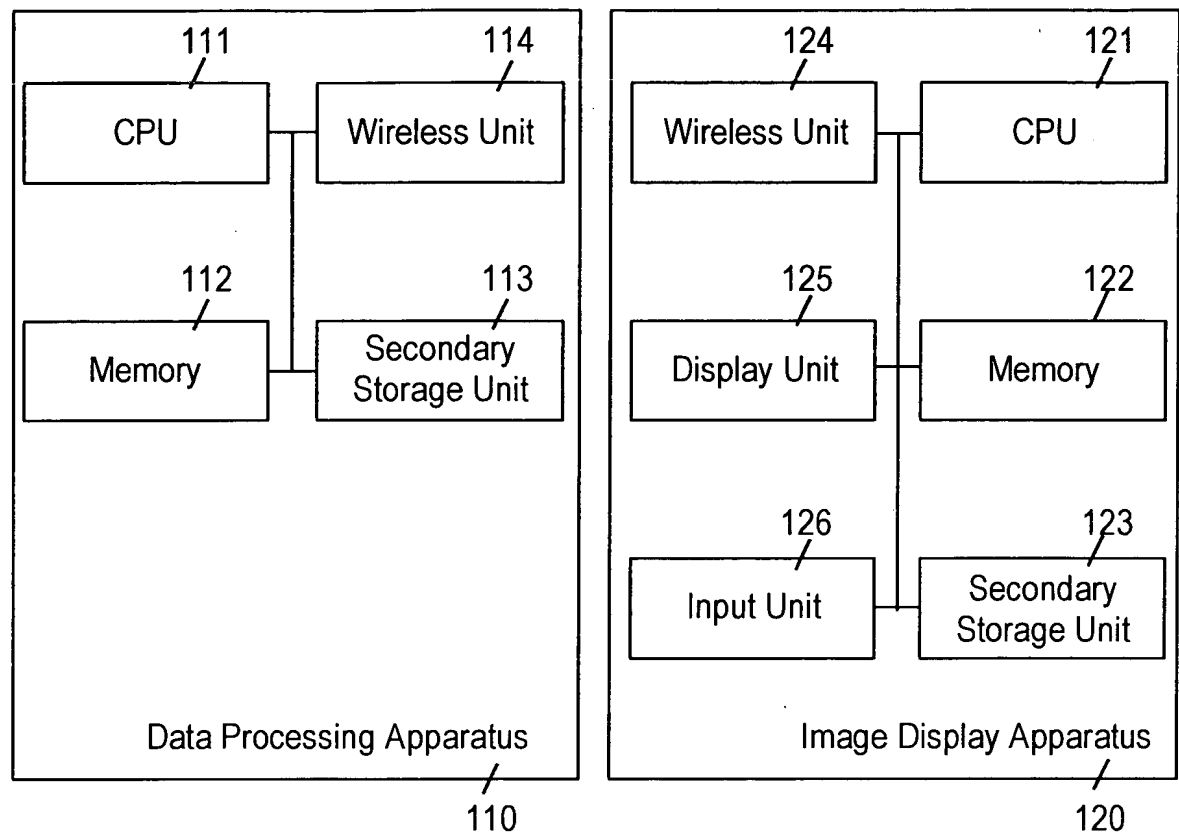 111
114
CPU
Wireless Unit
112
113
Memory
Secondary
Storage Unit
Data Processing Apparatus
110
124
121
Wireless Unit
CPU
125
122
Display Unit
Memory
126
123
Input Unit
Secondary
Storage Unit
Image Display Apparatus
120